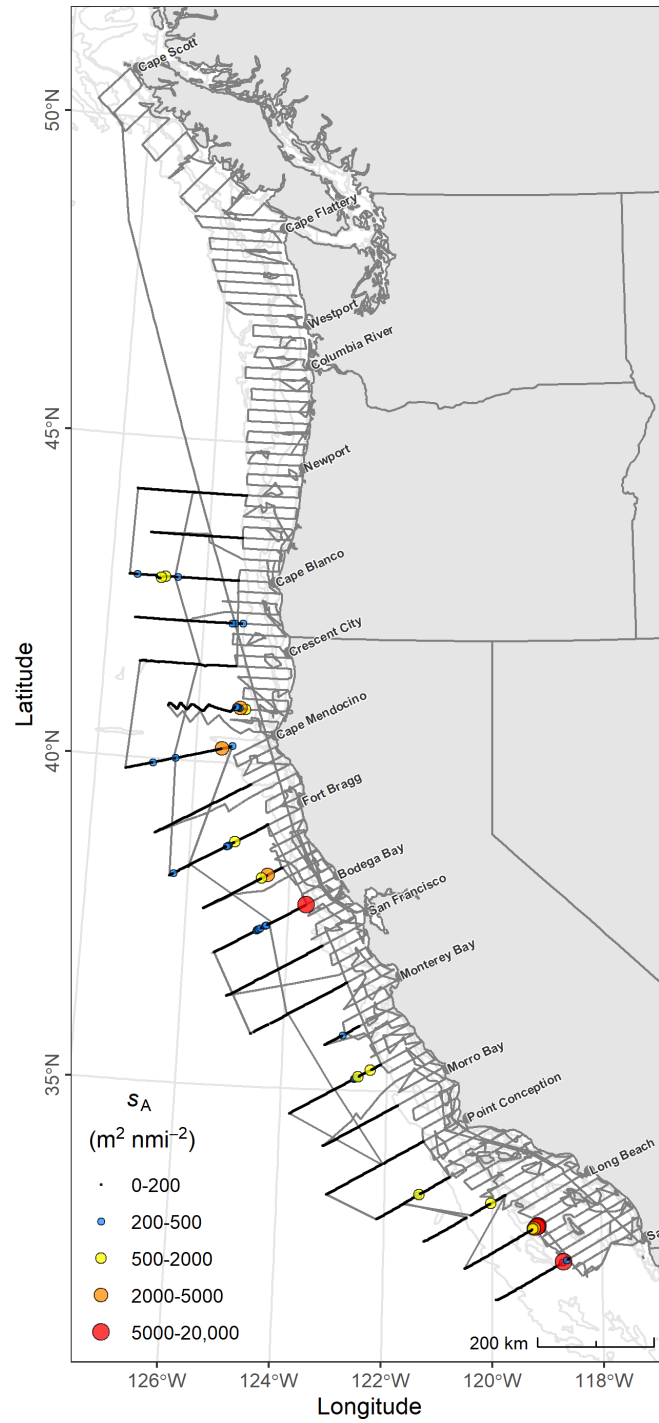 Cape Scott
50°N
Cape Flattery
Westport
Columbia River
45°N
Newport
Cape Blanco
Crescent City
Latitude
Cape Mendocino
40°N
Fort Bragg
Bodega Bay
San Francisco
Monterey Bay
35°N
Morro Bay
Point Conception
Long Beach
Sa
sA
(m² nmi⁻²)
0-200
200-500
500-2000
2000-5000
5000-20,000
200 km
126°W 124°W 122°W 120°W 118°W
Longitude